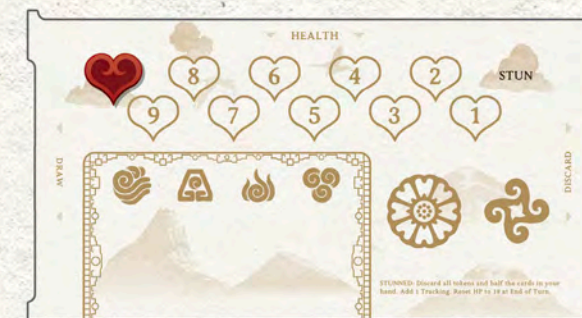 HEALTH
8 6 4 2 STUN
9 7 5 3 1
DRAW
DISCARD
STUNNED: Discard all tokens and half the cards in your
hand. Add 1 Tracking. Reset HP to 10 at End of Turn.